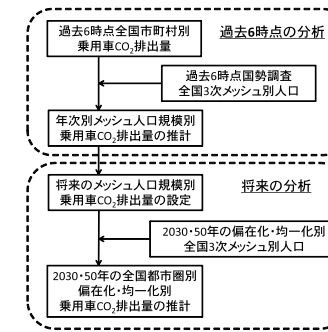 過去6時点の分析
過去6時点全国市町村別
乗用車CO₂排出量
過去6時点国勢調査
全国3次メッシュ別人口
年次別メッシュ人口規模別
乗用車CO₂排出量の推計
将来の分析
将来のメッシュ人口規模別
乗用車CO₂排出量の設定
2030・50年の偏在化・均一化別
全国3次メッシュ別人口
2030・50年の全国都市圏別
偏在化・均一化別
乗用車CO₂排出量の推計